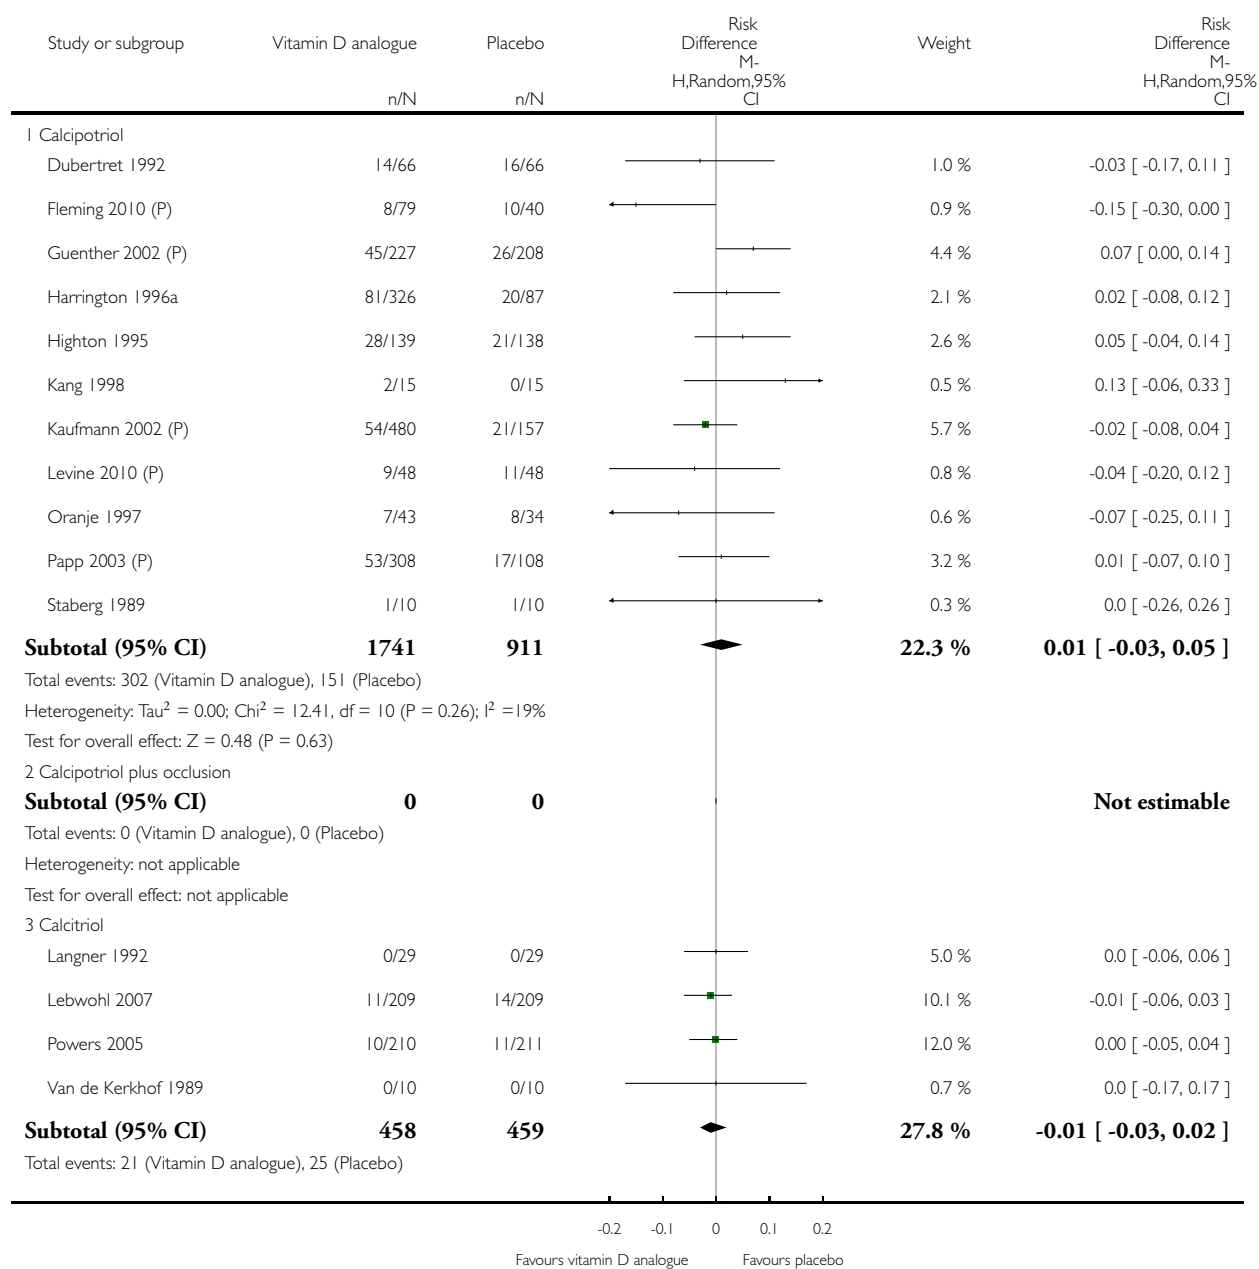 Risk
Risk
Study or subgroup Vitamin D analogue Placebo Difference Weight Difference
M-
M-
H,Random,95%
H,Random,95%
n/N n/N CI CI
1 Calcipotriol
Dubertret 1992 14/66 16/66 1.0 % -0.03 [ -0.17, 0.11 ]
Fleming 2010 (P) 8/79 10/40 0.9 % -0.15 [ -0.30, 0.00 ]
Guenther 2002 (P) 45/227 26/208 4.4 % 0.07 [ 0.00, 0.14 ]
Harrington 1996a 81/326 20/87 2.1 % 0.02 [ -0.08, 0.12 ]
Highton 1995 28/139 21/138 2.6 % 0.05 [ -0.04, 0.14 ]
Kang 1998 2/15 0/15 0.5 % 0.13 [ -0.06, 0.33 ]
Kaufmann 2002 (P) 54/480 21/157 5.7 % -0.02 [ -0.08, 0.04 ]
Levine 2010 (P) 9/48 11/48 0.8 % -0.04 [ -0.20, 0.12 ]
Oranje 1997 7/43 8/34 0.6 % -0.07 [ -0.25, 0.11 ]
Papp 2003 (P) 53/308 17/108 3.2 % 0.01 [ -0.07, 0.10 ]
Staberg 1989 1/10 1/10 0.3 % 0.0 [ -0.26, 0.26 ]
Subtotal (95% CI) 1741 911 22.3 % 0.01 [ -0.03, 0.05 ]
Total events: 302 (Vitamin D analogue), 151 (Placebo)
Heterogeneity: Tau² = 0.00; Chi² = 12.41, df = 10 (P = 0.26); I² =19%
Test for overall effect: Z = 0.48 (P = 0.63)
2 Calcipotriol plus occlusion
Subtotal (95% CI) 0 0 Not estimable
Total events: 0 (Vitamin D analogue), 0 (Placebo)
Heterogeneity: not applicable
Test for overall effect: not applicable
3 Calcitriol
Langner 1992 0/29 0/29 5.0 % 0.0 [ -0.06, 0.06 ]
Lebwohl 2007 11/209 14/209 10.1 % -0.01 [ -0.06, 0.03 ]
Powers 2005 10/210 11/211 12.0 % 0.00 [ -0.05, 0.04 ]
Van de Kerkhof 1989 0/10 0/10 0.7 % 0.0 [ -0.17, 0.17 ]
Subtotal (95% CI) 458 459 27.8 % -0.01 [ -0.03, 0.02 ]
Total events: 21 (Vitamin D analogue), 25 (Placebo)
-0.2 -0.1 0 0.1 0.2
Favours vitamin D analogue Favours placebo